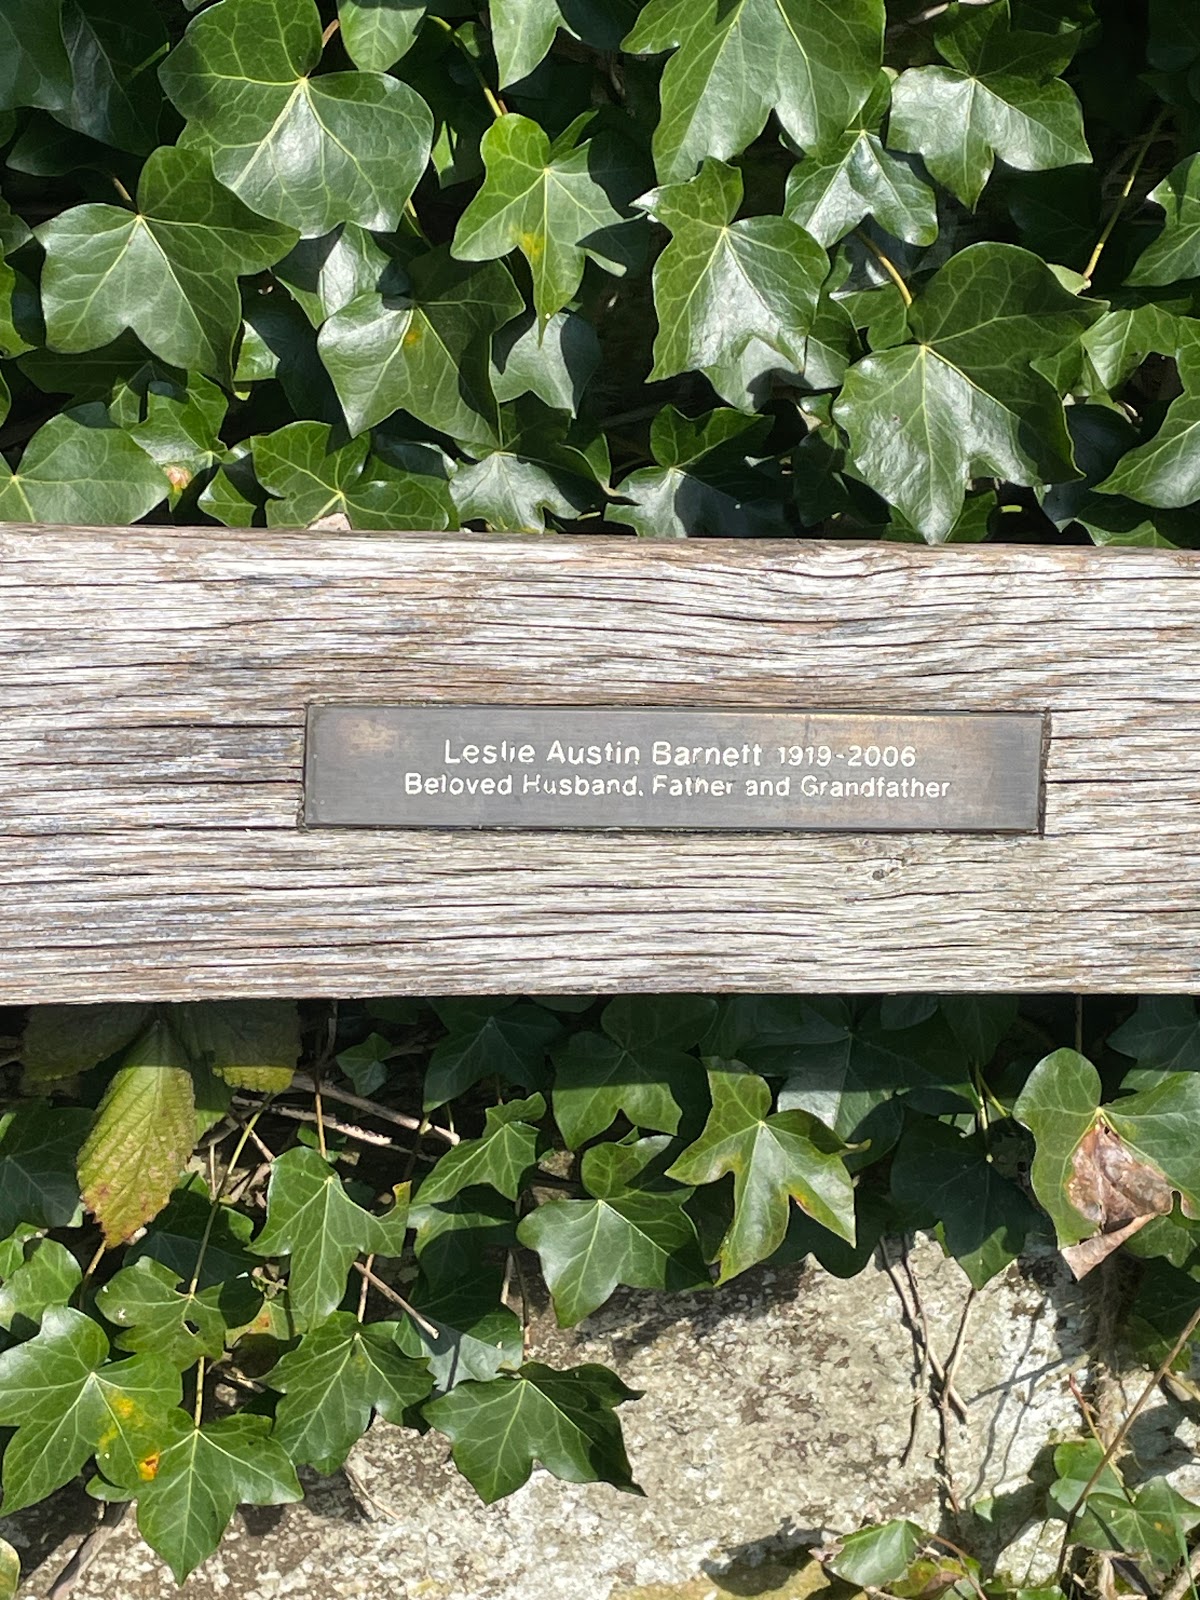 Leslie Austin Barnett 1919-2006
Beloved Husband, Father and Grandfather